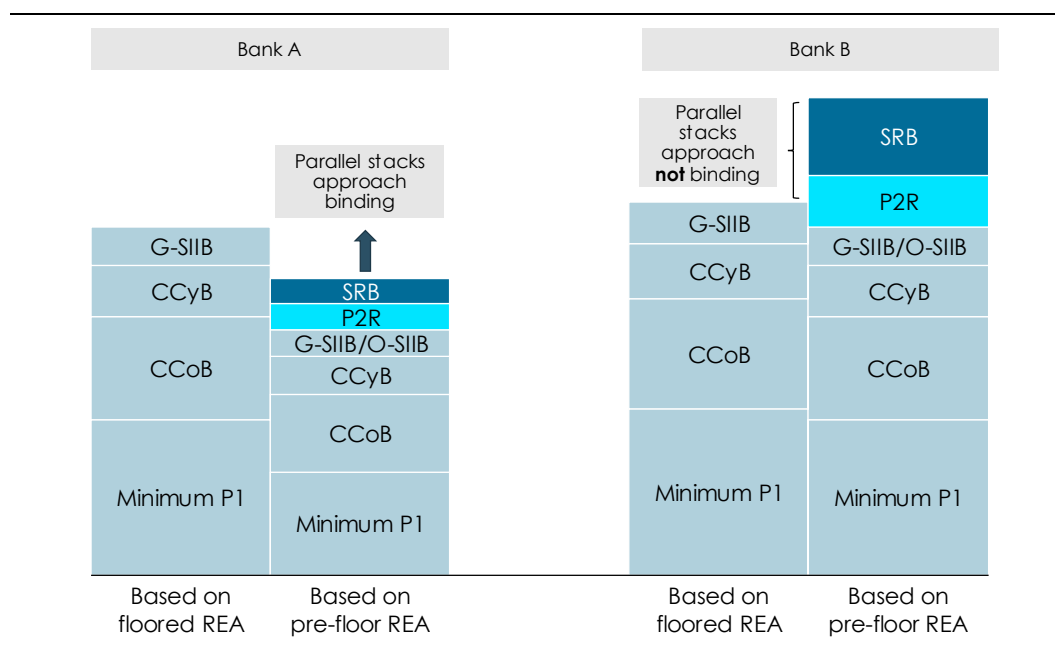 Bank A
Bank B
Parallel stacks
approach
binding
Parallel
stacks
approach
not binding
G-SIIB
CCyB
CCoB
Minimum P1
SRB
P2R
G-SIIB/O-SIIB
CCyB
CCoB
Minimum P1
G-SIIB
CCyB
CCoB
Minimum P1
SRB
P2R
G-SIIB/O-SIIB
CCyB
CCoB
Minimum P1
Based on
floored REA
Based on
pre-floor REA
Based on
floored REA
Based on
pre-floor REA